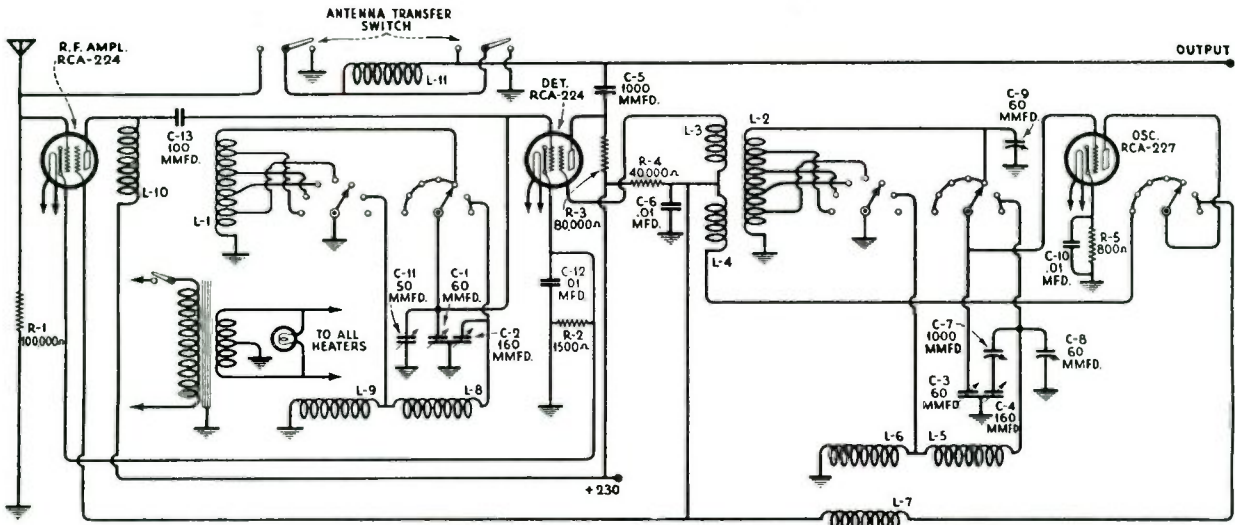 ANTENNA TRANSFER
SWITCH
R.F. AMPL.
RCA-224
L-11
DET.
RCA-224
C-5
1000
MMFD.
OUTPUT
C-9
60
MMFD.
OSC.
RCA-227
C-13
100
MMFD.
L-10
L-1
L-3
L-2
R-4
40,000Ω
C-6
.01
MFD.
R-3
80,000Ω
L-4
C-10
.01
MFD.
R-5
800Ω
R-1
100,000Ω
TO ALL
HEATERS
C-11
50
MMFD.
C-1
60
MMFD.
C-2
160
MMFD.
C-12
.01
MFD.
R-2
1500Ω
C-7
1000
MMFD.
C-8
60
MMFD.
C-3
60
MMFD
C-4
160
MMFD.
L-9
L-8
L-6
L-5
+230
L-7